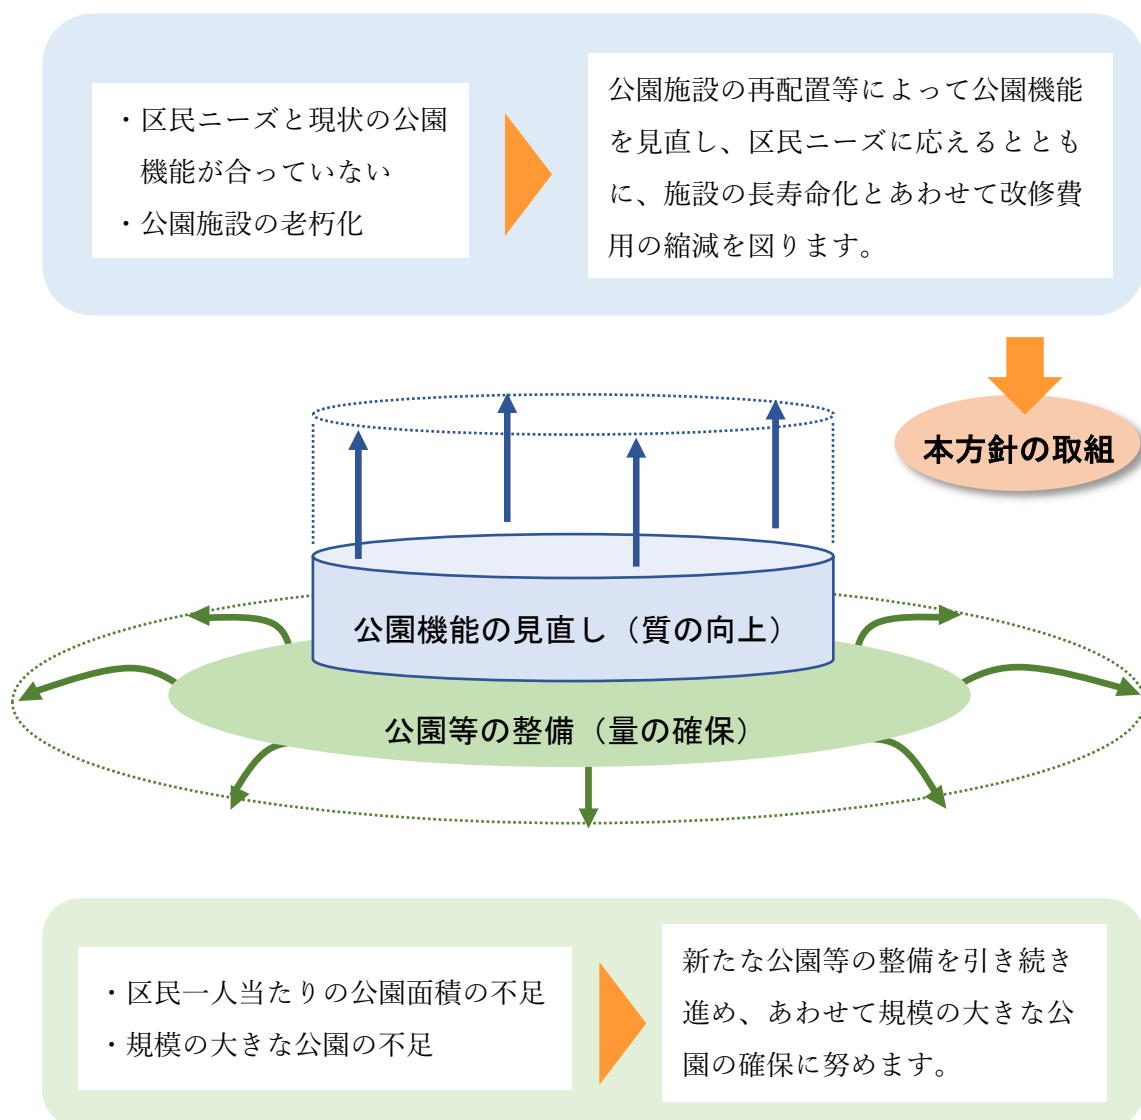 ・区民ニーズと現状の公園
機能が合っていない
・公園施設の老朽化
公園施設の再配置等によって公園機能
を見直し、区民ニーズに応えるととも
に、施設の長寿命化とあわせて改修費
用の縮減を図ります。
本方針の取組
公園機能の見直し（質の向上）
公園等の整備（量の確保）
・区民一人当たりの公園面積の不足
・規模の大きな公園の不足
新たな公園等の整備を引き続き
進め、あわせて規模の大きな公
園の確保に努めます。